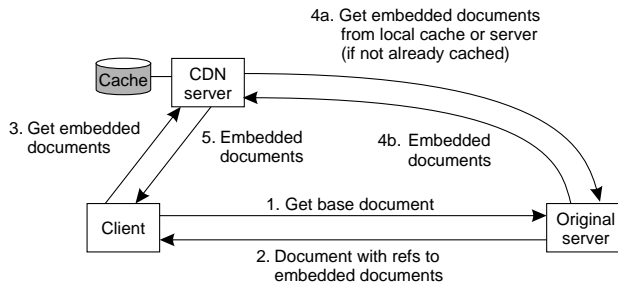 4a. Get embedded documents
from local cache or server
(if not already cached)
Cache
CDN
server
3. Get embedded
documents
5. Embedded
documents
4b. Embedded
documents
1. Get base document
Client
Original
server
2. Document with refs to
embedded documents